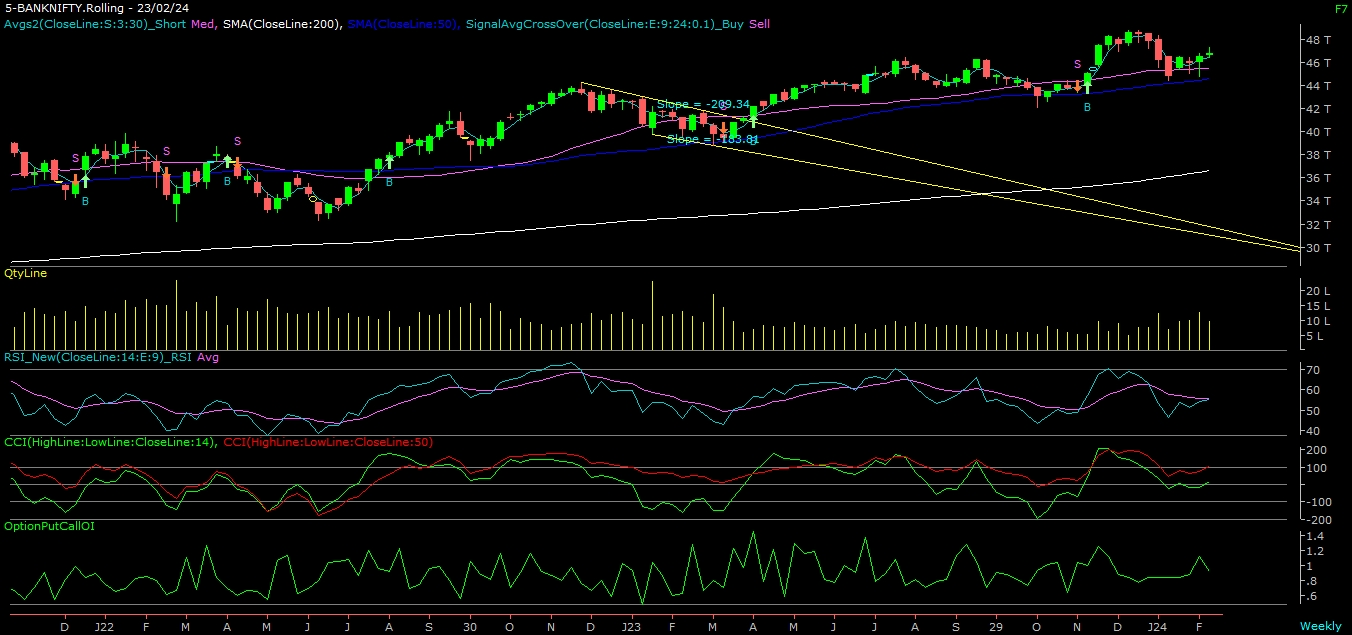 5-BANKNIFTY.Rolling - 23/02/24
F7
Avgs2(CloseLine:S:3:30)_Short Med, SMA(CloseLine:200), SMA(CloseLine:50), SignalAvgCrossOver(CloseLine:E:9:24:0.1)_Buy Sell
48 T
46 T
44 T
42 T
40 T
38 T
36 T
34 T
32 T
30 T
S
B
S
S
B
B
Slope = -209.34
Slope = -183.81
S
B
QtyLine
20 L
15 L
10 L
5 L
RSI_New(CloseLine:14:E:9)_RSI Avg
70
60
50
40
CCI(HighLine:LowLine:CloseLine:14), CCI(HighLine:LowLine:CloseLine:50)
200
100
-100
-200
OptionPutCallOI
1.4
1.2
1
.8
.6
D J22 F M A M J J A S 30 O N D J23 F M A M J J A S 29 O N D J24 F
Weekly